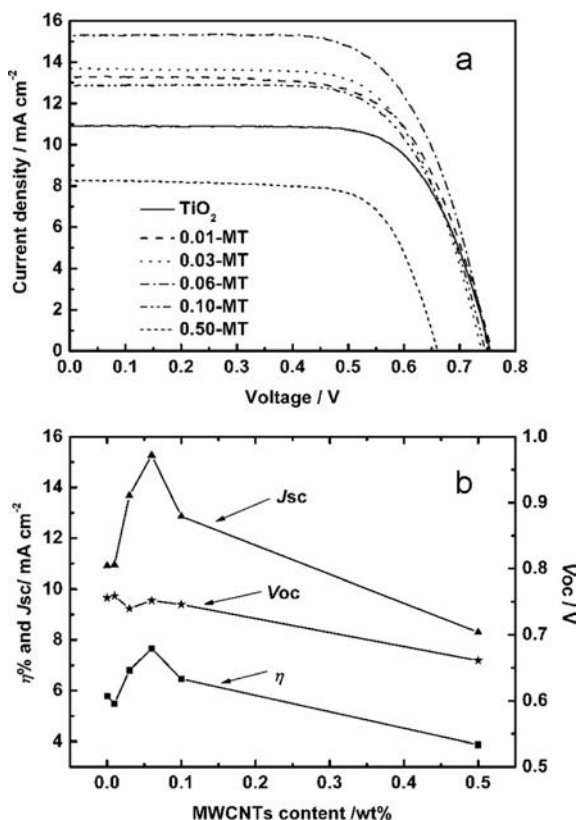 16
14
12
10
8
6
4
2
0
Current density / mA cm⁻²
a
TiO₂
0.01-MT
0.03-MT
0.06-MT
0.10-MT
0.50-MT
0.0 0.1 0.2 0.3 0.4 0.5 0.6 0.7 0.8
Voltage / V
16
14
12
10
8
6
4
η% and Jsc/ mA cm⁻²
b
Jsc
Voc
η
1.0
0.9
0.8
0.7
0.6
0.5
Voc / V
0.0 0.1 0.2 0.3 0.4 0.5
MWCNTs content /wt%